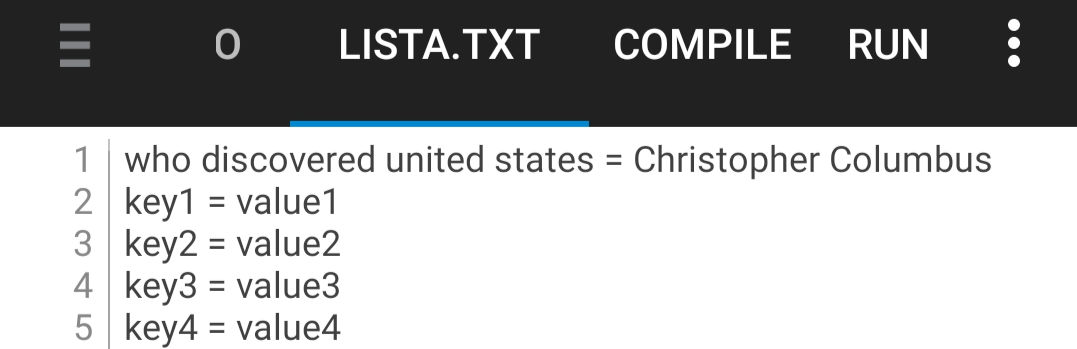 O LISTA.TXT COMPILE RUN
1 who discovered united states = Christopher Columbus
2 key1 = value1
3 key2 = value2
4 key3 = value3
5 key4 = value4